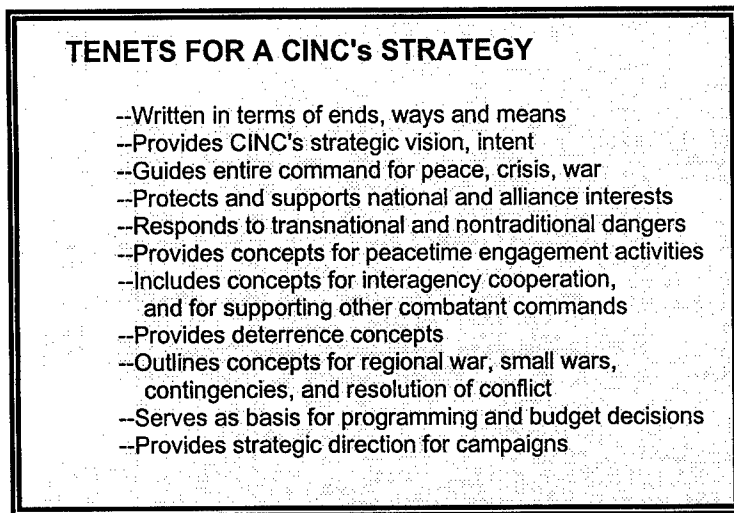 TENETS FOR A CINC's STRATEGY
--Written in terms of ends, ways and means
--Provides CINC's strategic vision, intent
--Guides entire command for peace, crisis, war
--Protects and supports national and alliance interests
--Responds to transnational and nontraditional dangers
--Provides concepts for peacetime engagement activities
--Includes concepts for interagency cooperation,
and for supporting other combatant commands
--Provides deterrence concepts
--Outlines concepts for regional war, small wars,
contingencies, and resolution of conflict
--Serves as basis for programming and budget decisions
--Provides strategic direction for campaigns